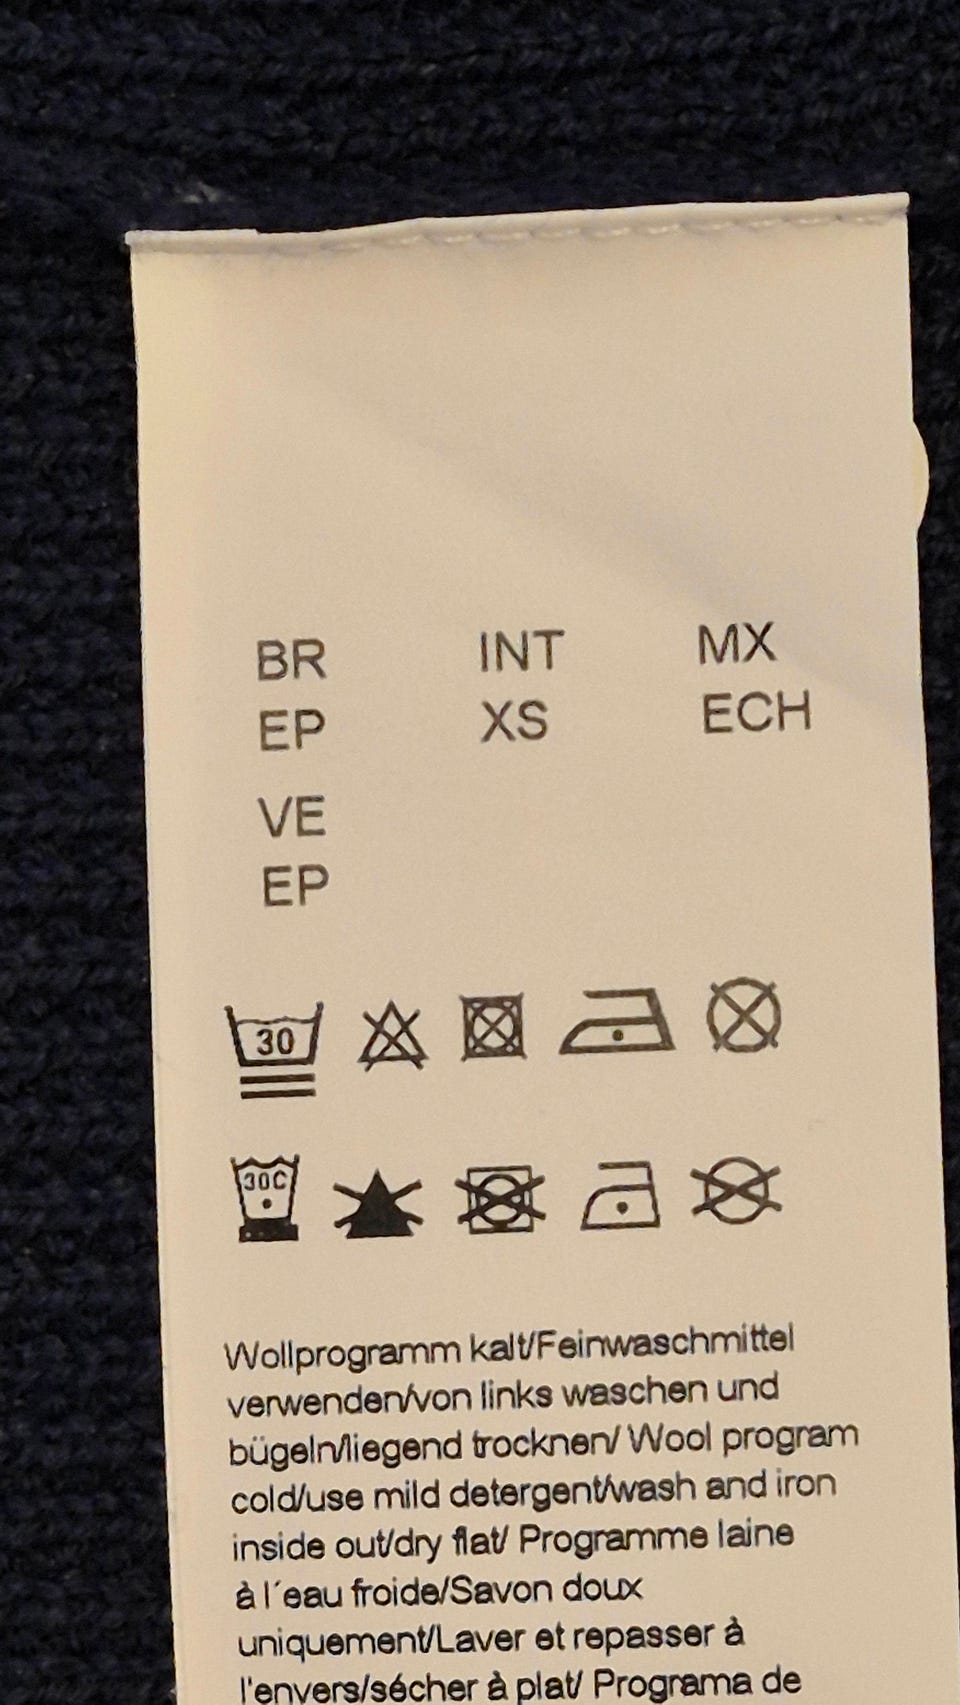 BR INT MX
EP XS ECH
VE
EP
30
30C
Wollprogramm kalt/Feinwaschmittel
verwenden/von links waschen und
bügeln/liegend trocknen/ Wool program
cold/use mild detergent/wash and iron
inside out/dry flat/ Programme laine
à l´eau froide/Savon doux
uniquement/Laver et repasser à
l'envers/sécher à plat/ Programa de